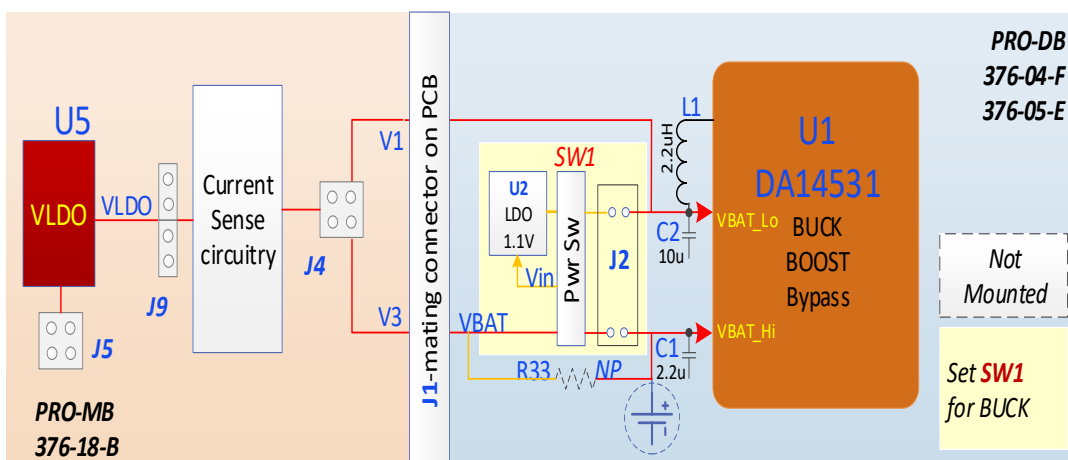 PRO-DB
376-04-F
376-05-E
U5
VLDO
VLDO
J9
J5
Current
Sense
circuitry
J4
V1
V3
PRO-MB
376-18-B
J1-mating connector on PCB
SW1
U2
LDO
1.1V
Vin
Pwr Sw
J2
VBAT
R33
NP
L1
2.2uH
C2
10u
C1
2.2u
+
-
U1
DA14531
BUCK
BOOST
Bypass
VBAT_Lo
VBAT_Hi
Not
Mounted
Set SW1
for BUCK